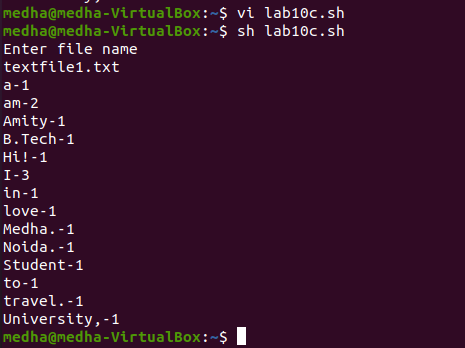 medha@medha-VirtualBox:~$ vi lab10c.sh
medha@medha-VirtualBox:~$ sh lab10c.sh
Enter file name
textfile1.txt
a-1
am-2
Amity-1
B.Tech-1
Hi!-1
I-3
in-1
love-1
Medha.-1
Noida.-1
Student-1
to-1
travel.-1
University,-1
medha@medha-VirtualBox:~$